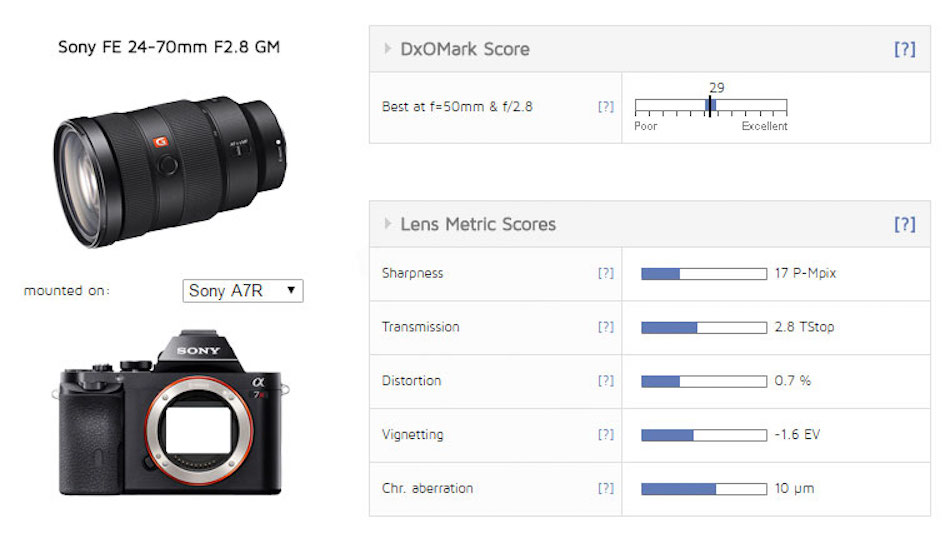 Sony FE 24-70mm F2.8 GM
G
mounted on:
Sony A7R
SONY
α
7R
DxOMark Score
[?]
Best at f=50mm & f/2.8
[?]
29
Poor
Excellent
Lens Metric Scores
[?]
Sharpness
[?]
17 P-Mpix
Transmission
[?]
2.8 TStop
Distortion
[?]
0.7 %
Vignetting
[?]
-1.6 EV
Chr. aberration
[?]
10 µm